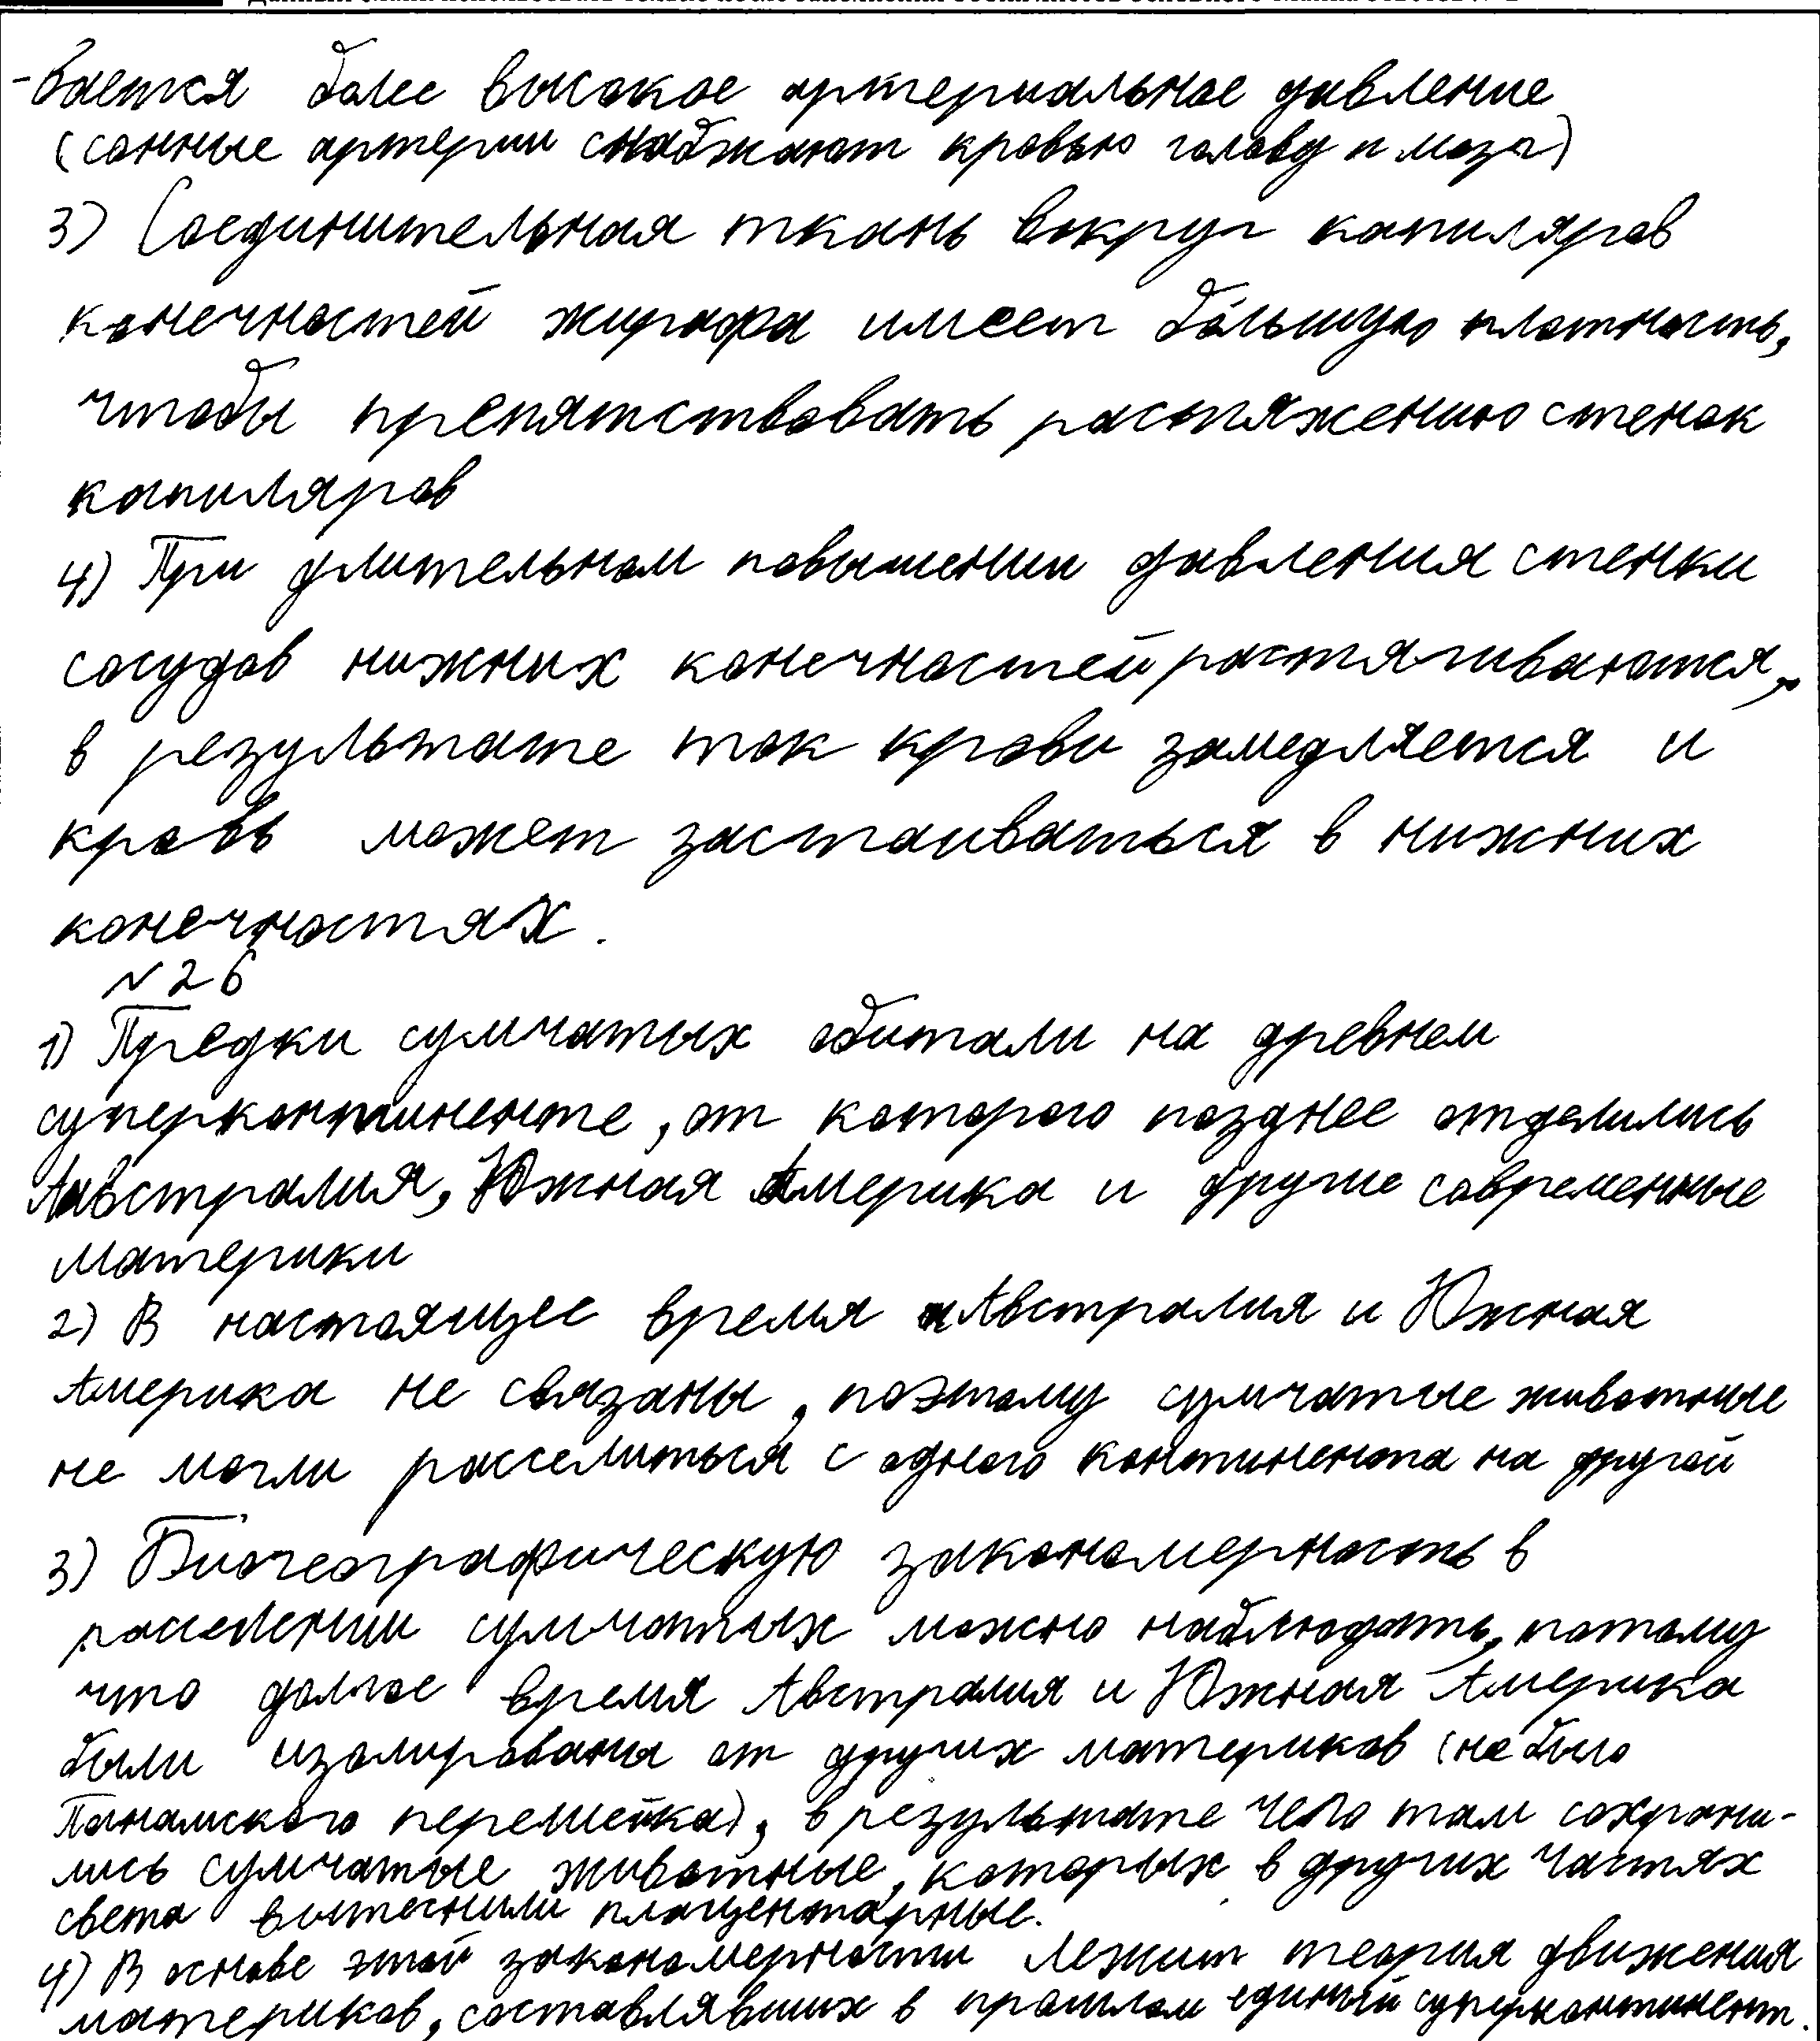 -вается более высокое артериальное давление
(сонные артерии снабжают кровью голову и мозг)
3) Соединительная ткань вокруг капиляров
конечностей жирафа имеет бо́льшую плотность,
чтобы препятствовать растяжению стенок
капиляров
4) При длительном повышении давления стенки
сосудов нижних конечностей растягиваются,
в результате ток крови замедляется и
кровь может застаиваться в нижних
конечностях.
№26
1) Предки сумчатых обитали на древнем
суперконтиненте, от которого позднее отделились
Австралия, Южная Америка и другие современные
материки
2) В настоящее время Австралия и Южная
Америка не связаны, поэтому сумчатые животные
не могли расселиться с одного континента на другой
3) Биогеографическую закономерность в
расселении сумчатых можно наблюдать, потому
что долгое время Австралия и Южная Америка
были изолированы от других материков (не было
Панамского перешейка), в результате чего там сохрани-
лись сумчатые животные, которых в других частях
света вытеснили плацентарные.
4) В основе этой закономерности лежит теория движения
материков, составлявших в прошлом единый суперконтинент.